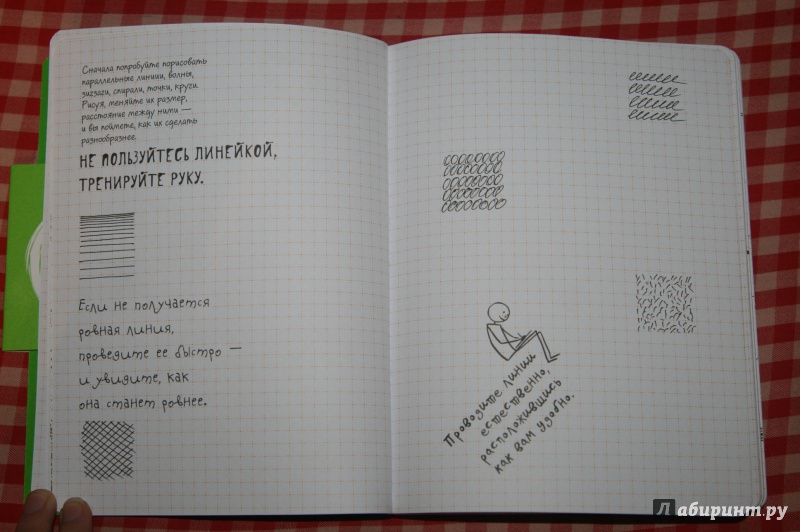 Сначала попробуйте порисовать
параллельные линии, волны,
зигзаги, спирали, точки, круги.
Рисуя, меняйте их размер,
расстояние между ними —
и вы поймете, как их сделать
разнообразнее.
НЕ ПОЛЬЗУЙТЕСЬ ЛИНЕЙКОЙ,
ТРЕНИРУЙТЕ РУКУ.
Если не получается
ровная линия,
проведите ее быстро —
и увидите, как
она станет ровнее.
Проводите линии
естественно,
расположившись
как вам удобно.
Лабиринт.ру